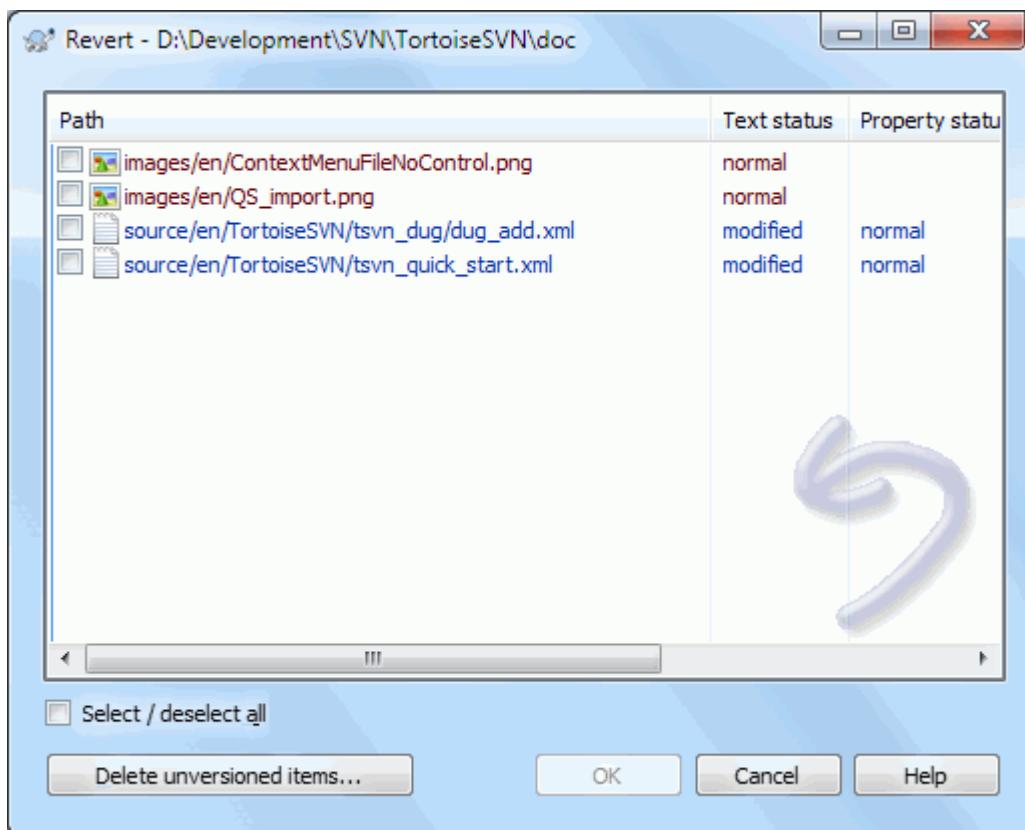 Revert - D:\Development\SVN\TortoiseSVN\doc
Path Text status Property statu
images/en/ContextMenuFileNoControl.png normal
images/en/QS_import.png normal
source/en/TortoiseSVN/tsvn_dug/dug_add.xml modified normal
source/en/TortoiseSVN/tsvn_quick_start.xml modified normal
Select / deselect all
Delete unversioned items... OK Cancel Help